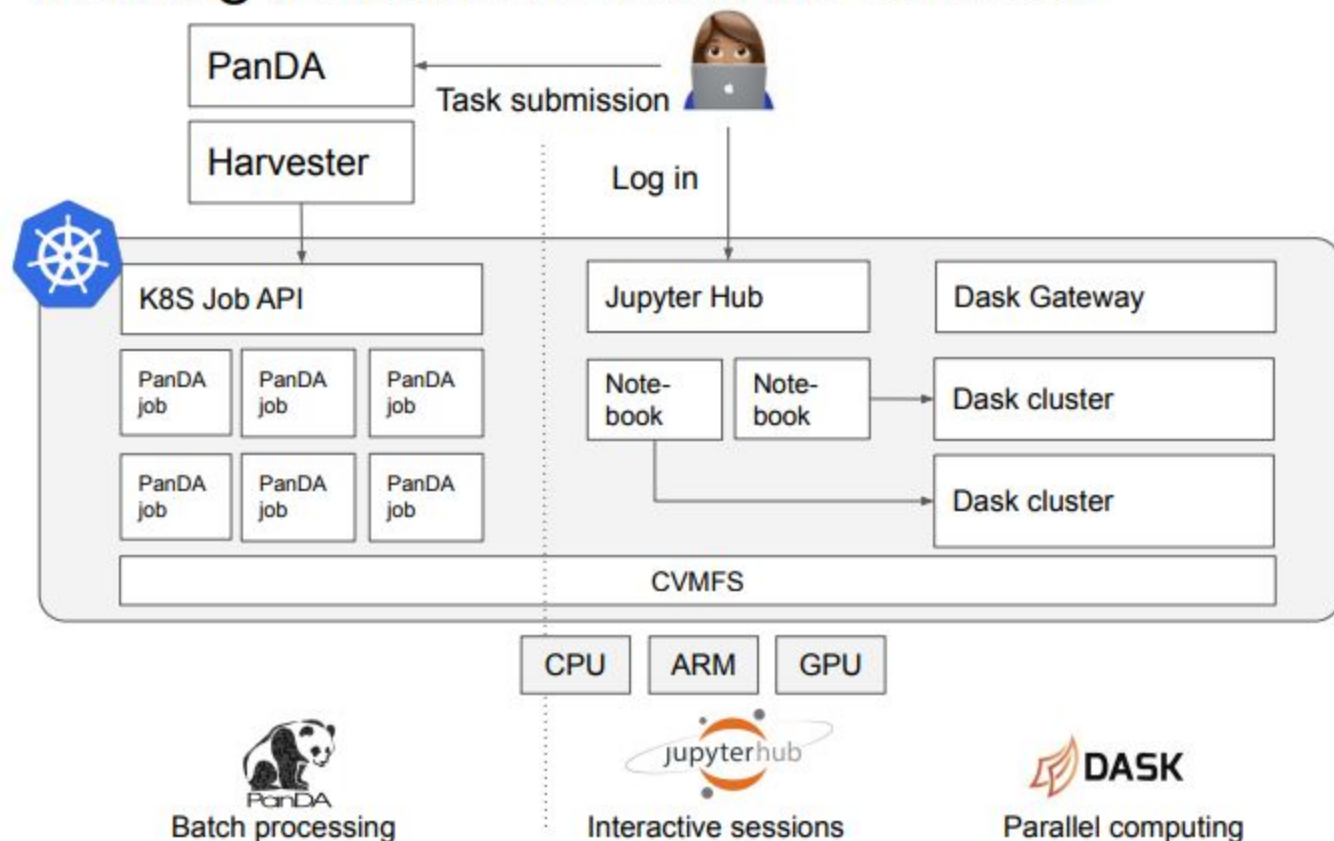 PanDA
Task submission
Harvester
Log in
K8S Job API
Jupyter Hub
Dask Gateway
PanDA
job
PanDA
job
PanDA
job
Note-
book
Note-
book
Dask cluster
PanDA
job
PanDA
job
PanDA
job
Dask cluster
CVMFS
CPU
ARM
GPU
PanDA
jupyterhub
DASK
Batch processing
Interactive sessions
Parallel computing